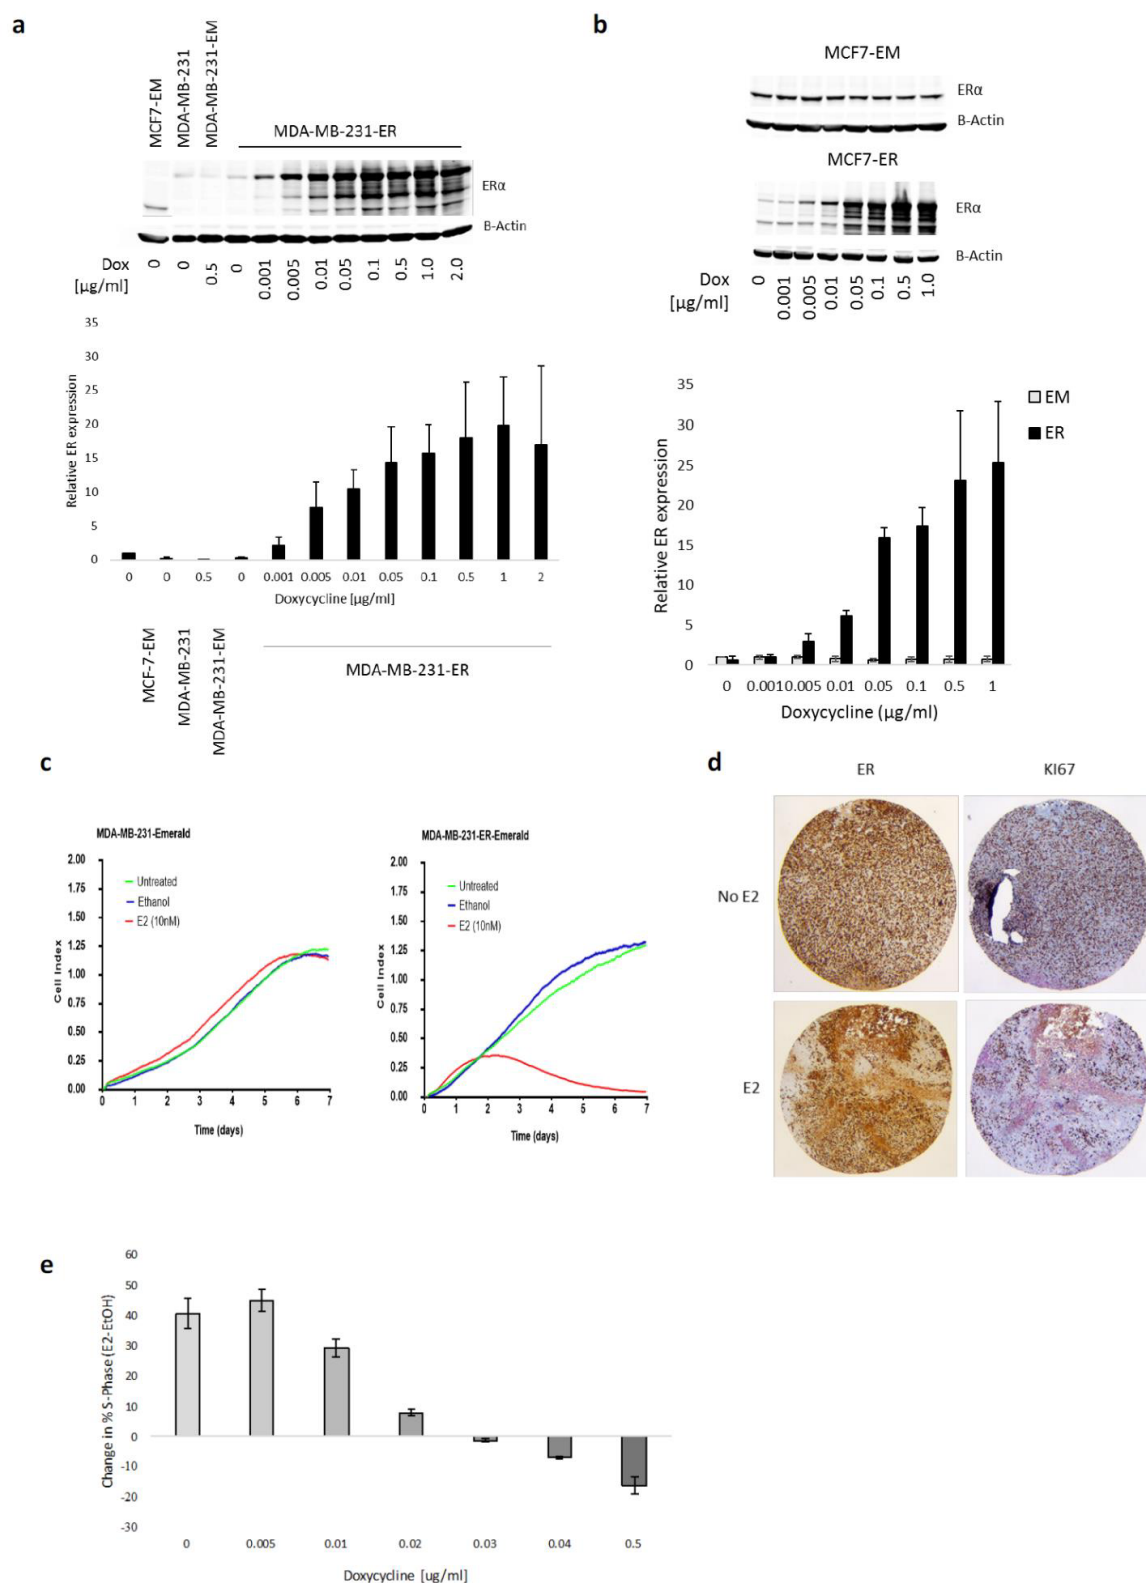 a
MCF7-EM
MDA-MB-231
MDA-MB-231-EM
MDA-MB-231-ER
ERα
B-Actin
Dox
[µg/ml]
0
0
0.5
0
0.001
0.005
0.01
0.05
0.1
0.5
1.0
2.0
35
30
25
20
15
10
5
0
Relative ER expression
0 0 0.5 0 0.001 0.005 0.01 0.05 0.1 0.5 1 2
Doxycycline [µg/ml]
MCF-7-EM
MDA-MB-231
MDA-MB-231-EM
MDA-MB-231-ER
b
MCF7-EM
ERα
B-Actin
MCF7-ER
ERα
B-Actin
Dox
[µg/ml]
0
0.001
0.005
0.01
0.05
0.1
0.5
1.0
35
30
25
20
15
10
5
0
Relative ER expression
EM
ER
0 0.001 0.005 0.01 0.05 0.1 0.5 1
Doxycycline (µg/ml)
c
MDA-MB-231-Emerald
2.00
1.75
1.50
1.25
1.00
0.75
0.50
0.25
0.00
Cell Index
Untreated
Ethanol
E2 (10nM)
0 1 2 3 4 5 6 7
Time (days)
MDA-MB-231-ER-Emerald
2.00
1.75
1.50
1.25
1.00
0.75
0.50
0.25
0.00
Cell Index
Untreated
Ethanol
E2 (10nM)
0 1 2 3 4 5 6 7
Time (days)
d
ER KI67
No E2
E2
e
60
50
40
30
20
10
0
-10
-20
-30
Change in % S-Phase (E2-EtOH)
0 0.005 0.01 0.02 0.03 0.04 0.5
Doxycycline [ug/ml]